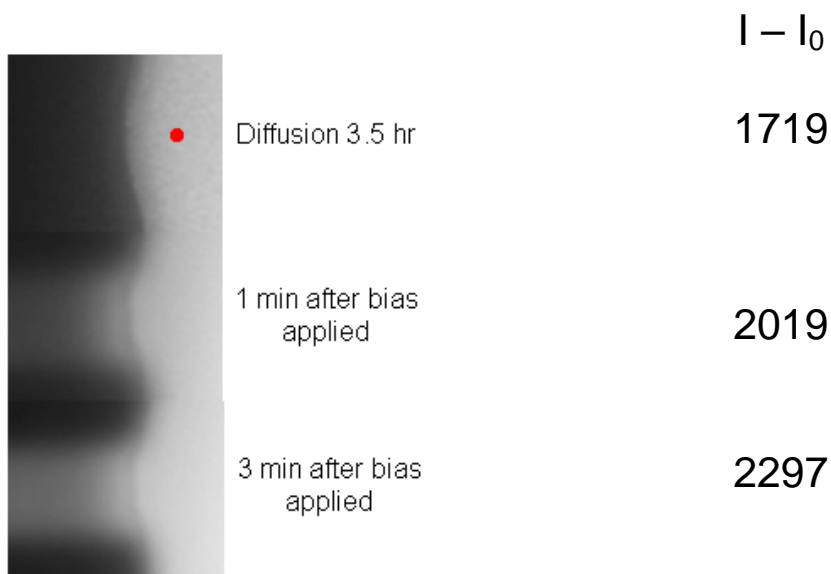 I – I₀
Diffusion 3.5 hr
1719
1 min after bias
applied
2019
3 min after bias
applied
2297